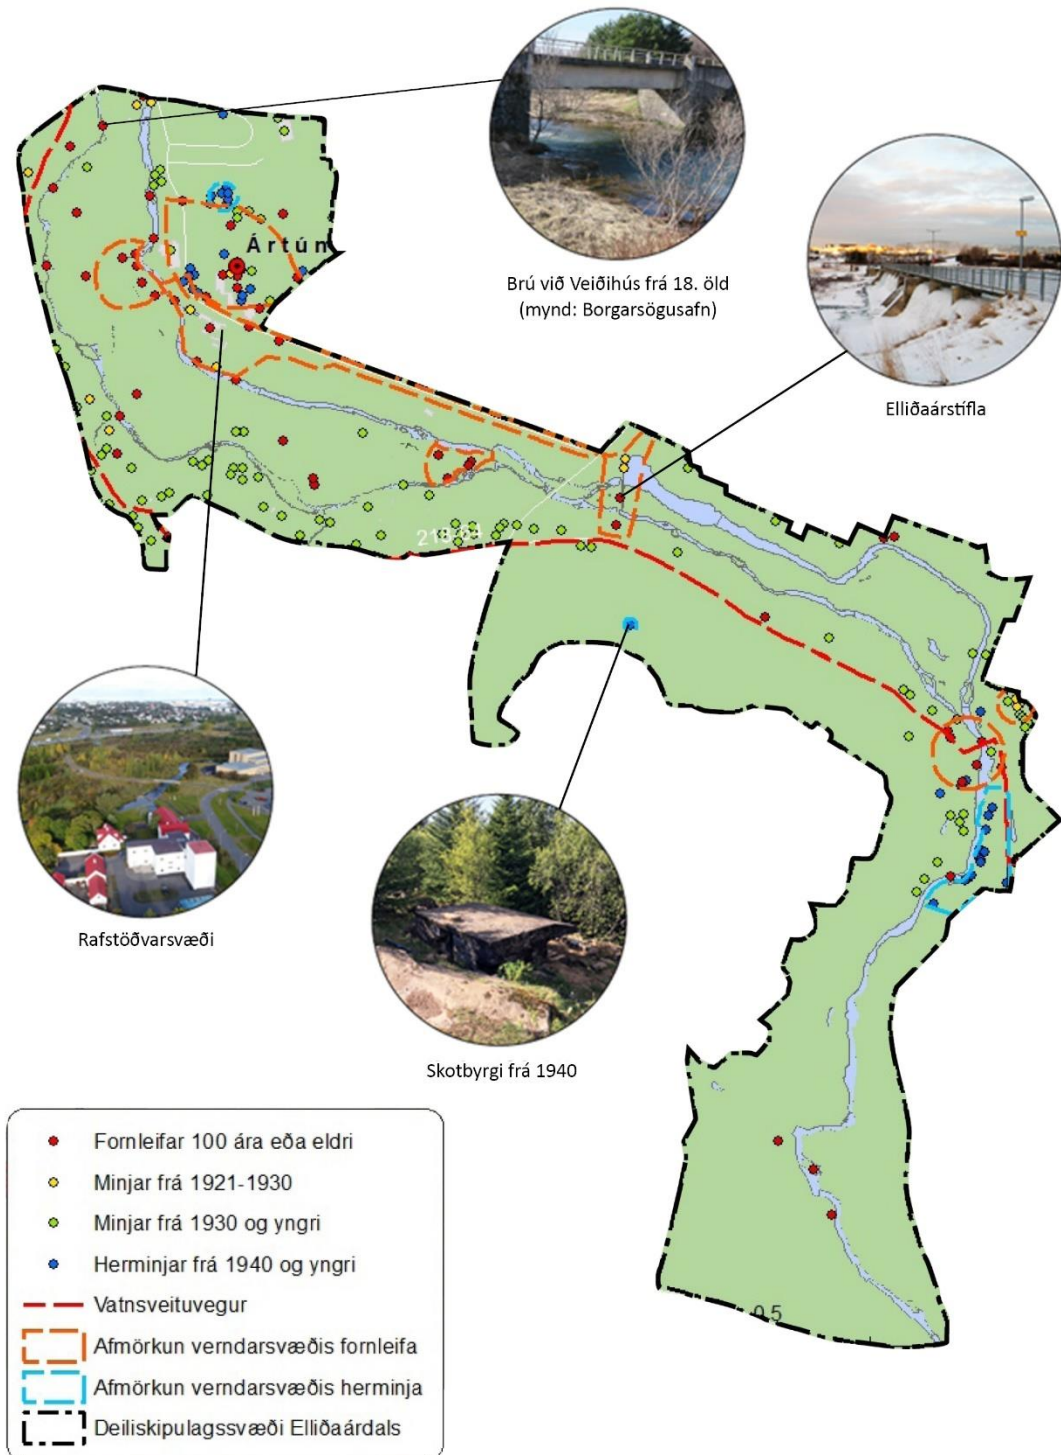 Brú við Veiðihús frá 18. öld
(mynd: Borgarsögusafn)
Elliðaárstífla
Ártún
Rafstöðvarsvæði
Skotbyrgi frá 1940
0.5
Fornleifar 100 ára eða eldri
Minjar frá 1921-1930
Minjar frá 1930 og yngri
Herminjar frá 1940 og yngri
Vatnsveituvegur
Afmörkun verndarsvæðis fornleifa
Afmörkun verndarsvæðis herminja
Deiliskipulagssvæði Elliðaárdals